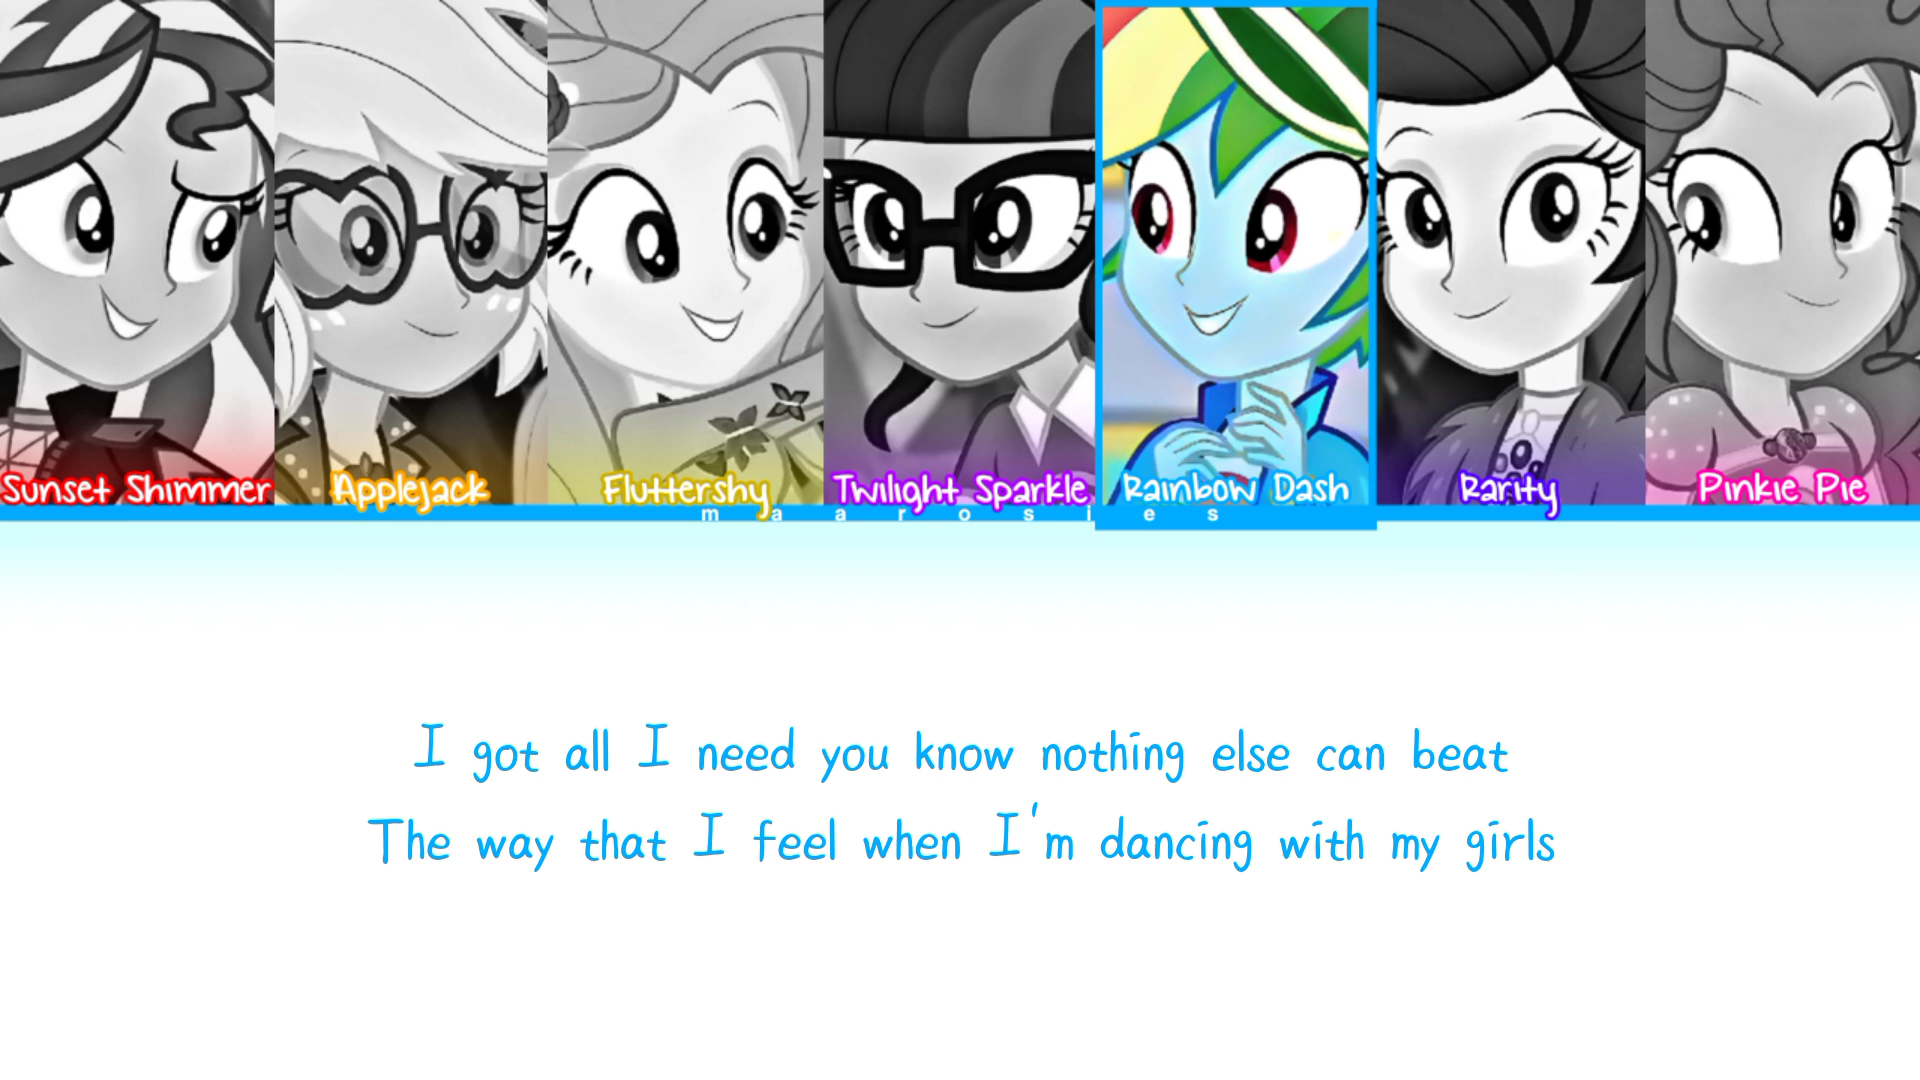 Sunset Shimmer
Applejack
Fluttershy
Twilight Sparkle
Rainbow Dash
Rarity
Pinkie Pie
m a a r o s i e s
I got all I need you know nothing else can beat
The way that I feel when I'm dancing with my girls